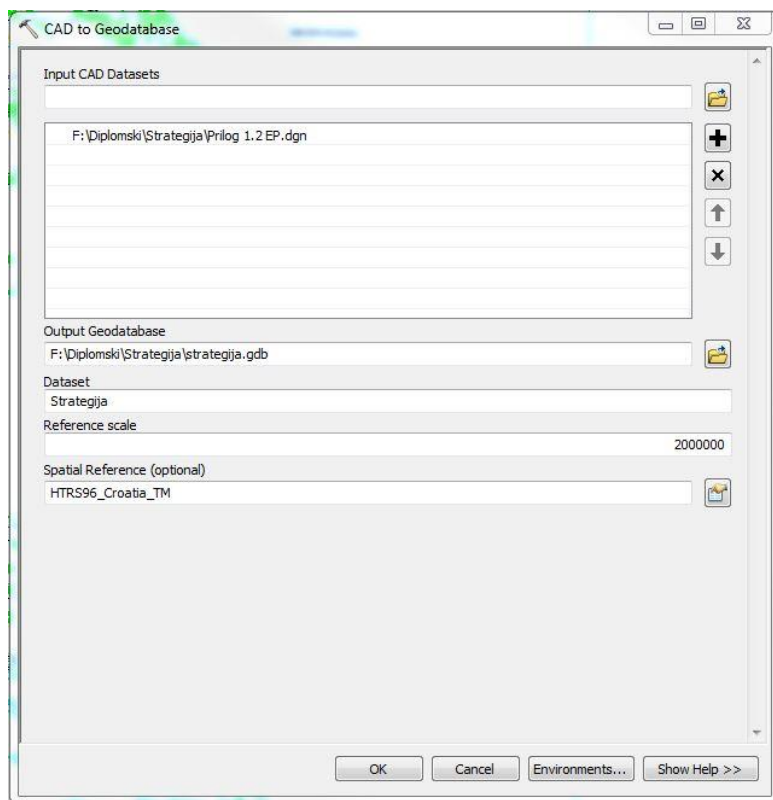 CAD to Geodatabase
Input CAD Datasets
F:\Diplomski\Strategija\Prilog 1.2 EP.dgn
Output Geodatabase
F:\Diplomski\Strategija\strategija.gdb
Dataset
Strategija
Reference scale
2000000
Spatial Reference (optional)
HTRS96_Croatia_TM
OK Cancel Environments... Show Help >>